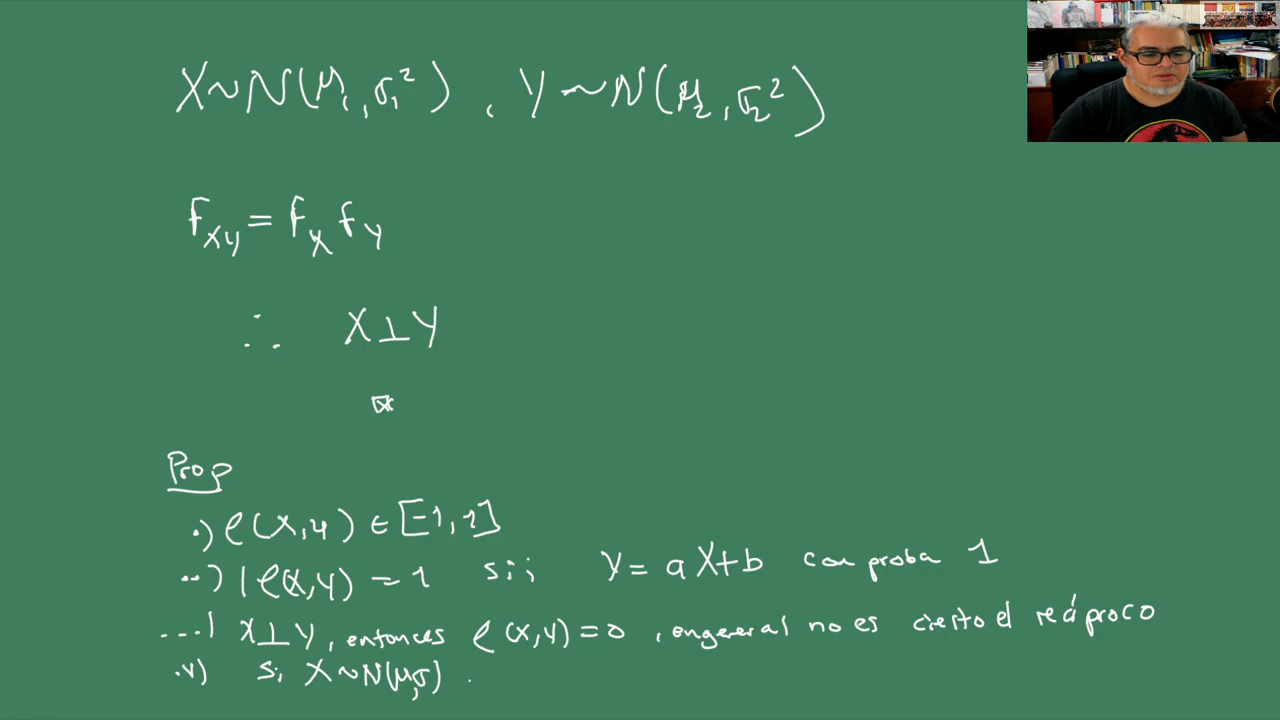 X~N(μ₁,σ₁²), Y~N(μ₂,σ₂²)
f_XY = f_X f_Y
∴ X⊥Y
Prop
.) ρ(X,Y) ∈ [-1,1]
..) |ρ(X,Y) = 1 sii Y = aX+b con proba 1
...) X⊥Y, entonces ρ(X,Y)=0, en general no es cierto el recíproco
.v) si X~N(μ,σ)